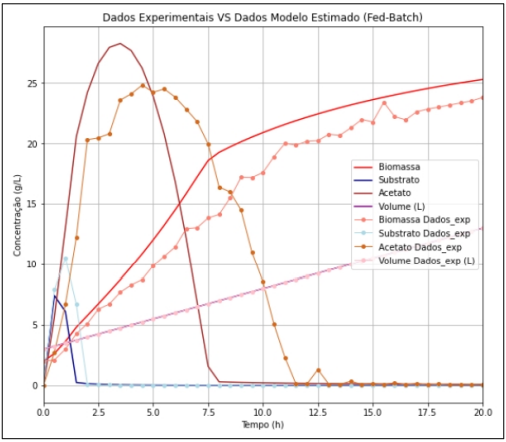 Dados Experimentais VS Dados Modelo Estimado (Fed-Batch)
Concentração (g/L)
25
20
15
10
5
0
Biomassa
Substrato
Acetato
Volume (L)
Biomassa Dados_exp
Substrato Dados_exp
Acetato Dados_exp
Volume Dados_exp (L)
0.0 2.5 5.0 7.5 10.0 12.5 15.0 17.5 20.0
Tempo (h)